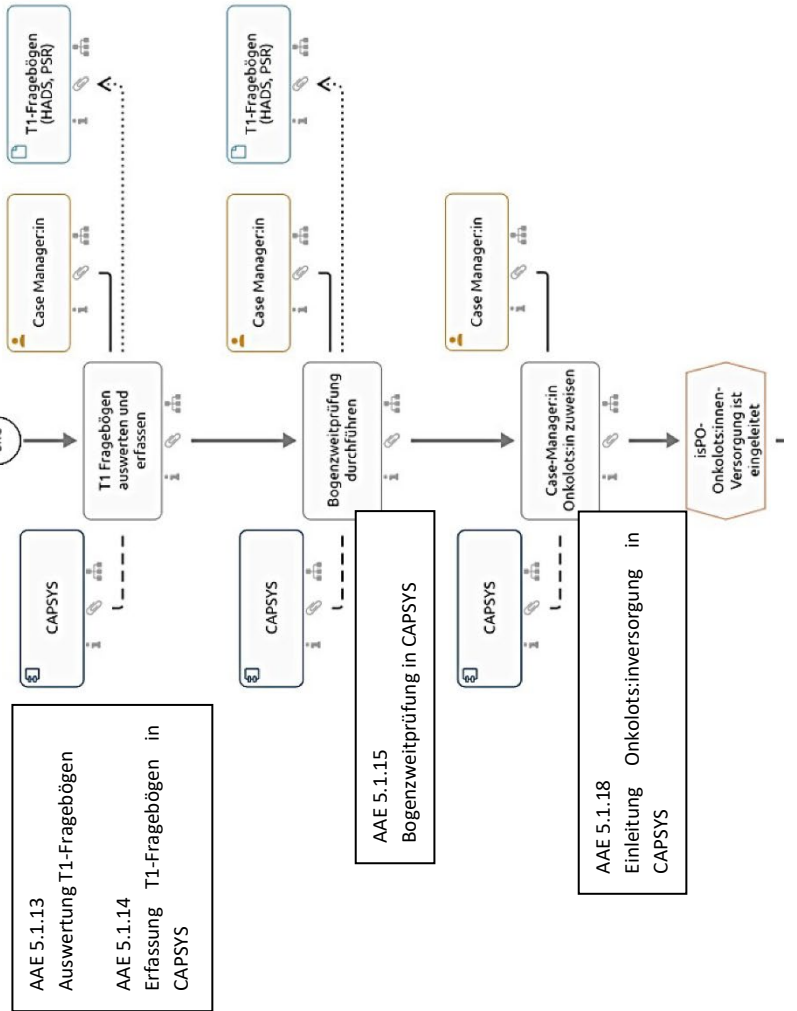 CAPSYS
T1 Fragebögen
auswerten und
erfassen
Case Manager:in
T1-Fragebögen
(HADS, PSR)
AAE 5.1.13
Auswertung T1-Fragebögen
AAE 5.1.14
Erfassung T1-Fragebögen in
CAPSYS
CAPSYS
Bogenzweitprüfung
durchführen
Case Manager:in
T1-Fragebögen
(HADS, PSR)
AAE 5.1.15
Bogenzweitprüfung in CAPSYS
CAPSYS
Case-Manager:in
Onkolots:in zuweisen
Case Manager:in
AAE 5.1.18
Einleitung Onkolots:inversorgung in
CAPSYS
isPO-
Onkolots:innen-
Versorgung ist
eingeleitet